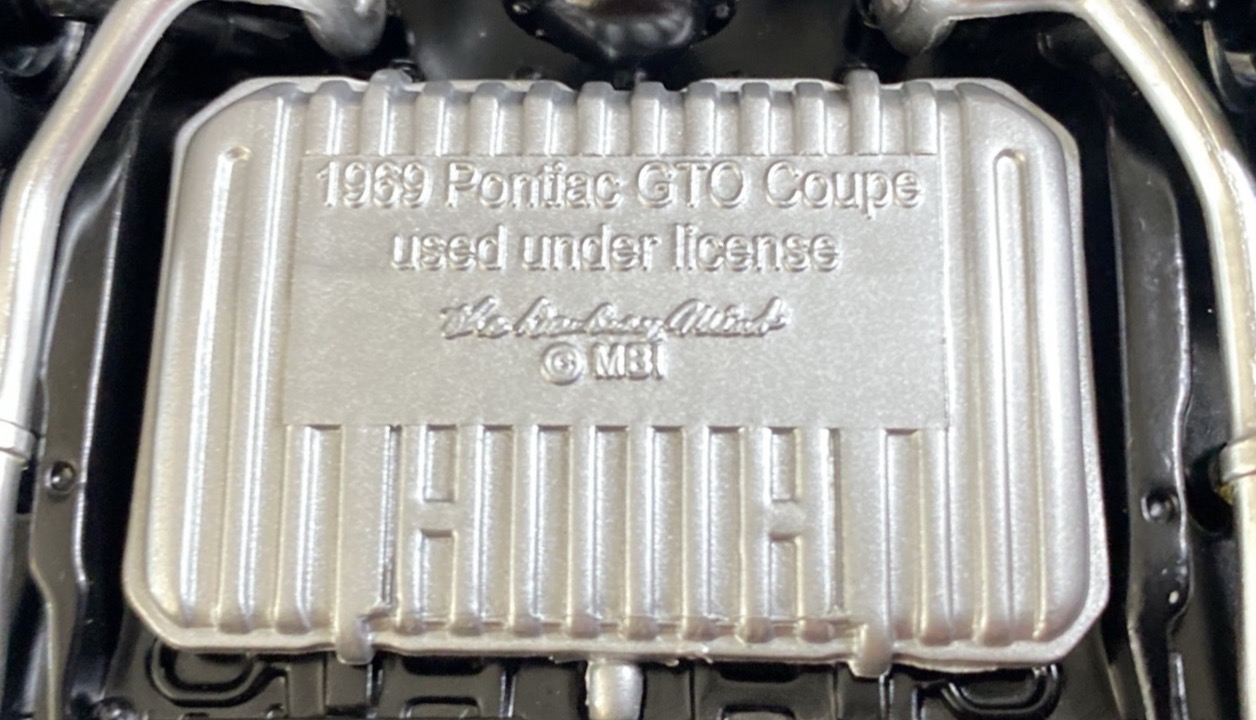 1969 Pontiac GTO Coupe
used under license
the Danbury Mint
© MBI